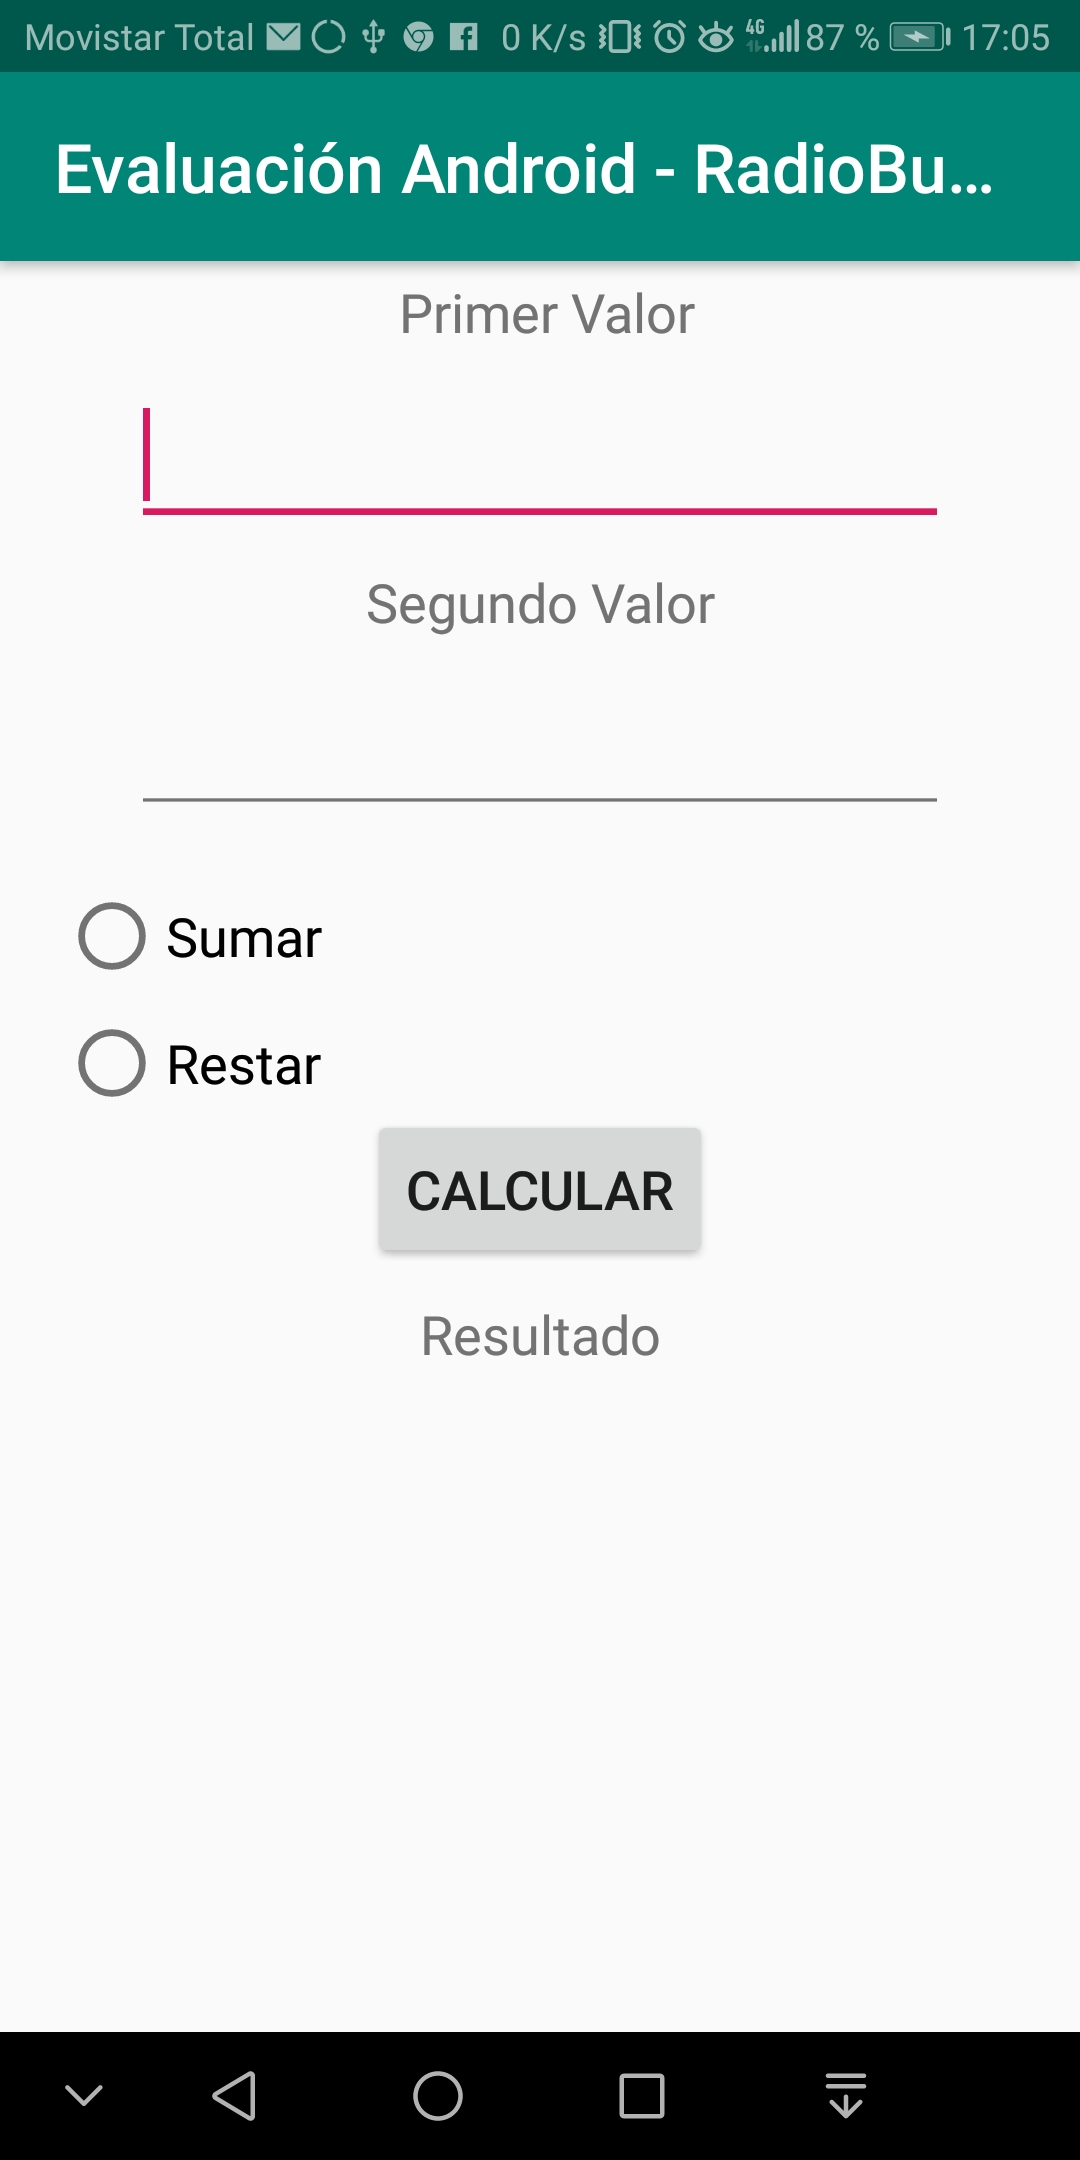 Movistar Total 0 K/s 4G 87 % 17:05
Evaluación Android - RadioBu...
Primer Valor
Segundo Valor
Sumar
Restar
CALCULAR
Resultado